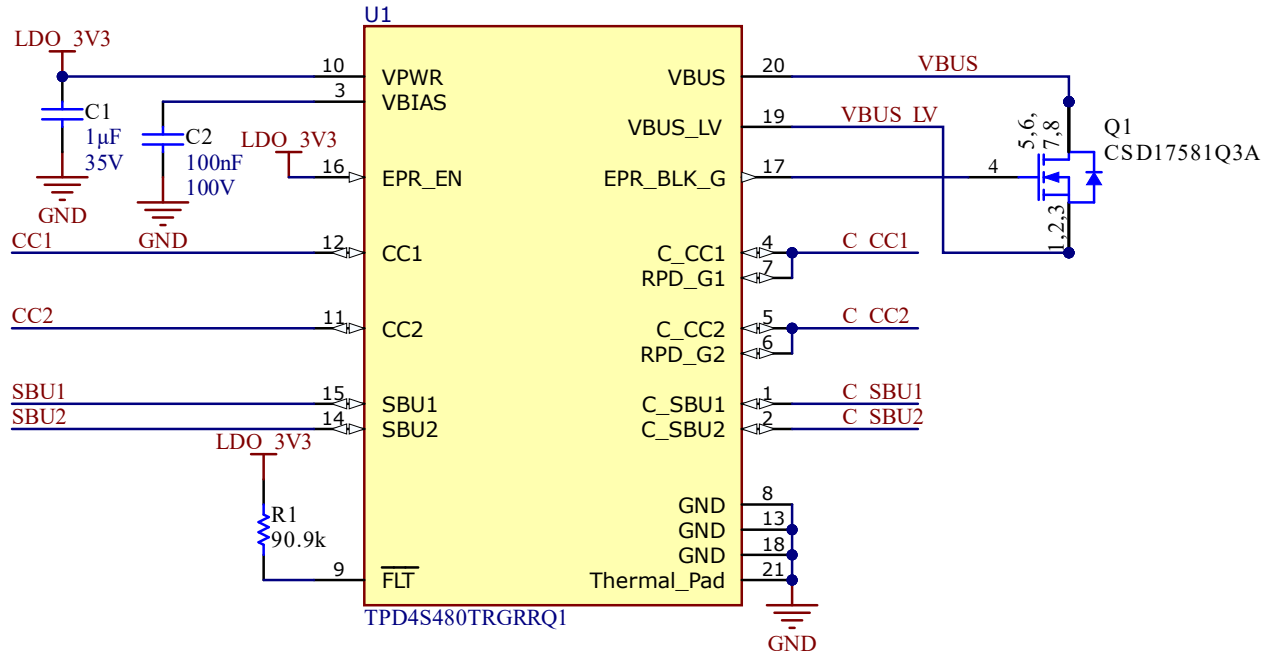 U1
LDO_3V3
10
VPWR
3
VBIAS
C1
1µF
35V
GND
C2
100nF
100V
GND
LDO_3V3
16
EPR_EN
CC1
12
CC1
CC2
11
CC2
SBU1
15
SBU1
SBU2
14
SBU2
LDO_3V3
R1
90.9k
9
FLT
VBUS
20
VBUS
VBUS_LV
19
VBUS_LV
EPR_BLK_G
17
4
5,6,
7,8
1,2,3
Q1
CSD17581Q3A
C_CC1
4
C_CC1
RPD_G1
7
C_CC2
5
C_CC2
RPD_G2
6
C_SBU1
1
C_SBU1
C_SBU2
2
C_SBU2
GND
8
GND
13
GND
18
Thermal_Pad
21
GND
TPD4S480TRGRRQ1